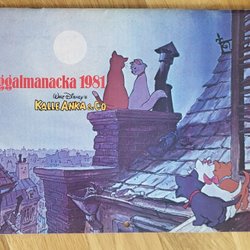 ggalmanacka 1981
WALT DISNEY'S
KALLE ANKA & CO